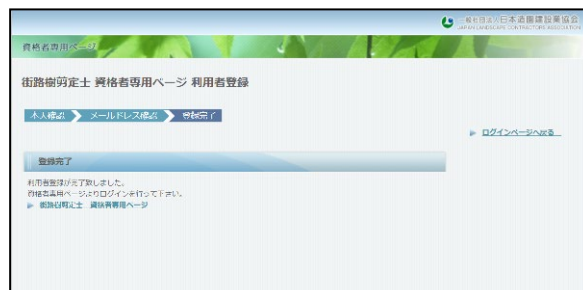 一般社団法人日本造園建設業協会
JAPAN LANDSCAPE CONTRACTORS ASSOCIATION
資格者専用ページ
街路樹剪定士 資格者専用ページ 利用者登録
本人確認 メールアドレス確認 登録完了
ログインページへ戻る
登録完了
利用者登録が完了致しました。
資格者専用ページよりログインを行って下さい。
街路樹剪定士 資格者専用ページ